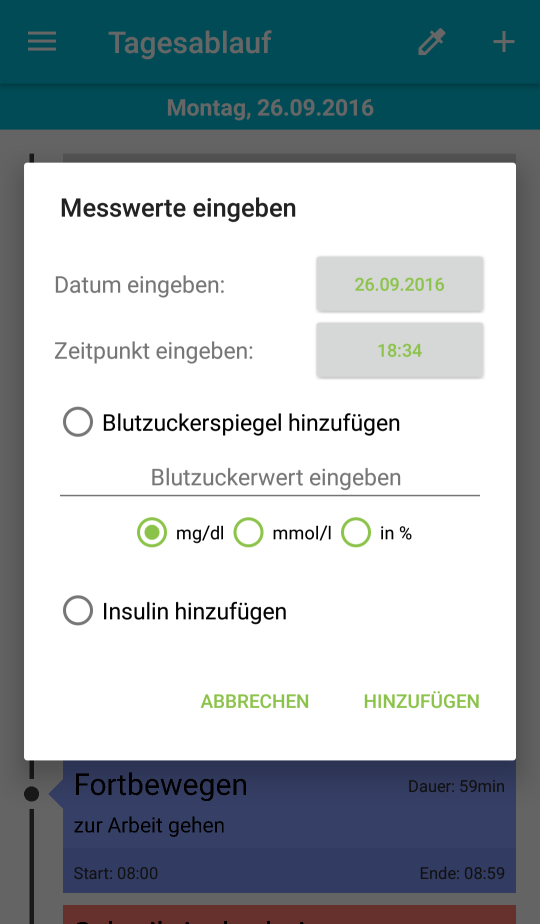 Tagesablauf
Montag, 26.09.2016
Messwerte eingeben
Datum eingeben: 26.09.2016
Zeitpunkt eingeben: 18:34
Blutzuckerspiegel hinzufügen
Blutzuckerwert eingeben
mg/dl mmol/l in %
Insulin hinzufügen
ABBRECHEN HINZUFÜGEN
Fortbewegen Dauer: 59min
zur Arbeit gehen
Start: 08:00 Ende: 08:59